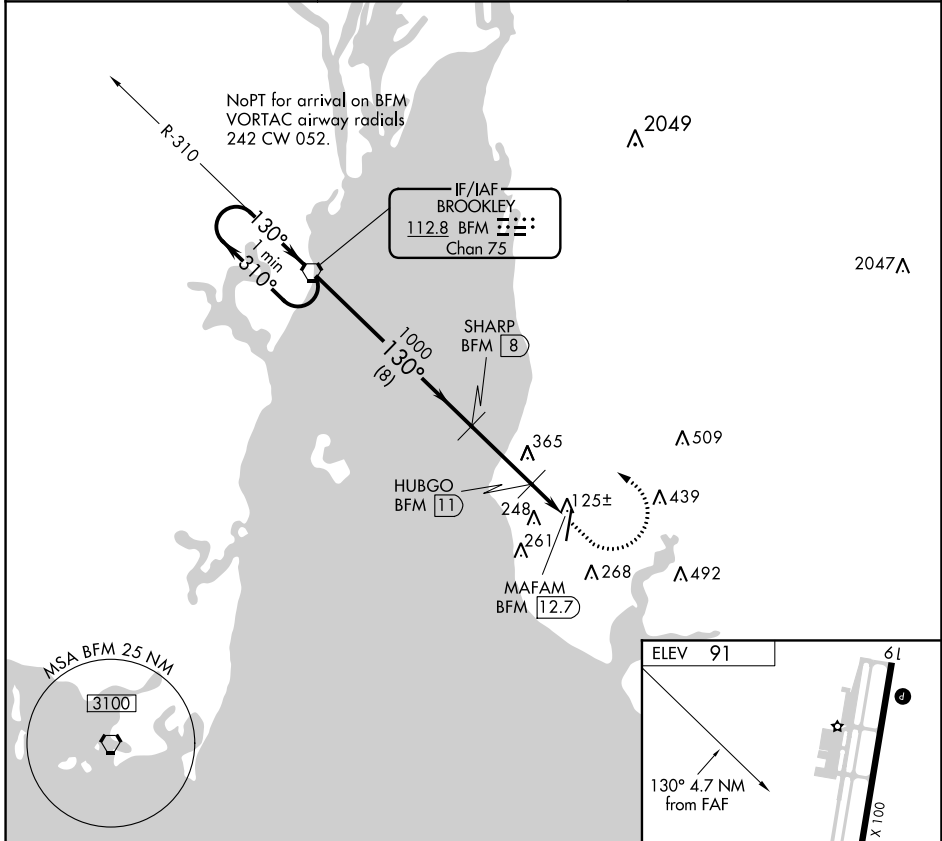 NoPT for arrival on BFM
VORTAC airway radials
242 CW 052.
R-310
2049
IF/IAF
BROOKLEY
112.8 BFM
Chan 75
130°
1 min
310°
2047
1000
130°
(8)
SHARP
BFM 8
365
509
HUBGO
BFM 11
248
125±
439
261
268
492
MAFAM
BFM 12.7
MSA BFM 25 NM
3100
ELEV 91
19
P
130° 4.7 NM
from FAF
X 100